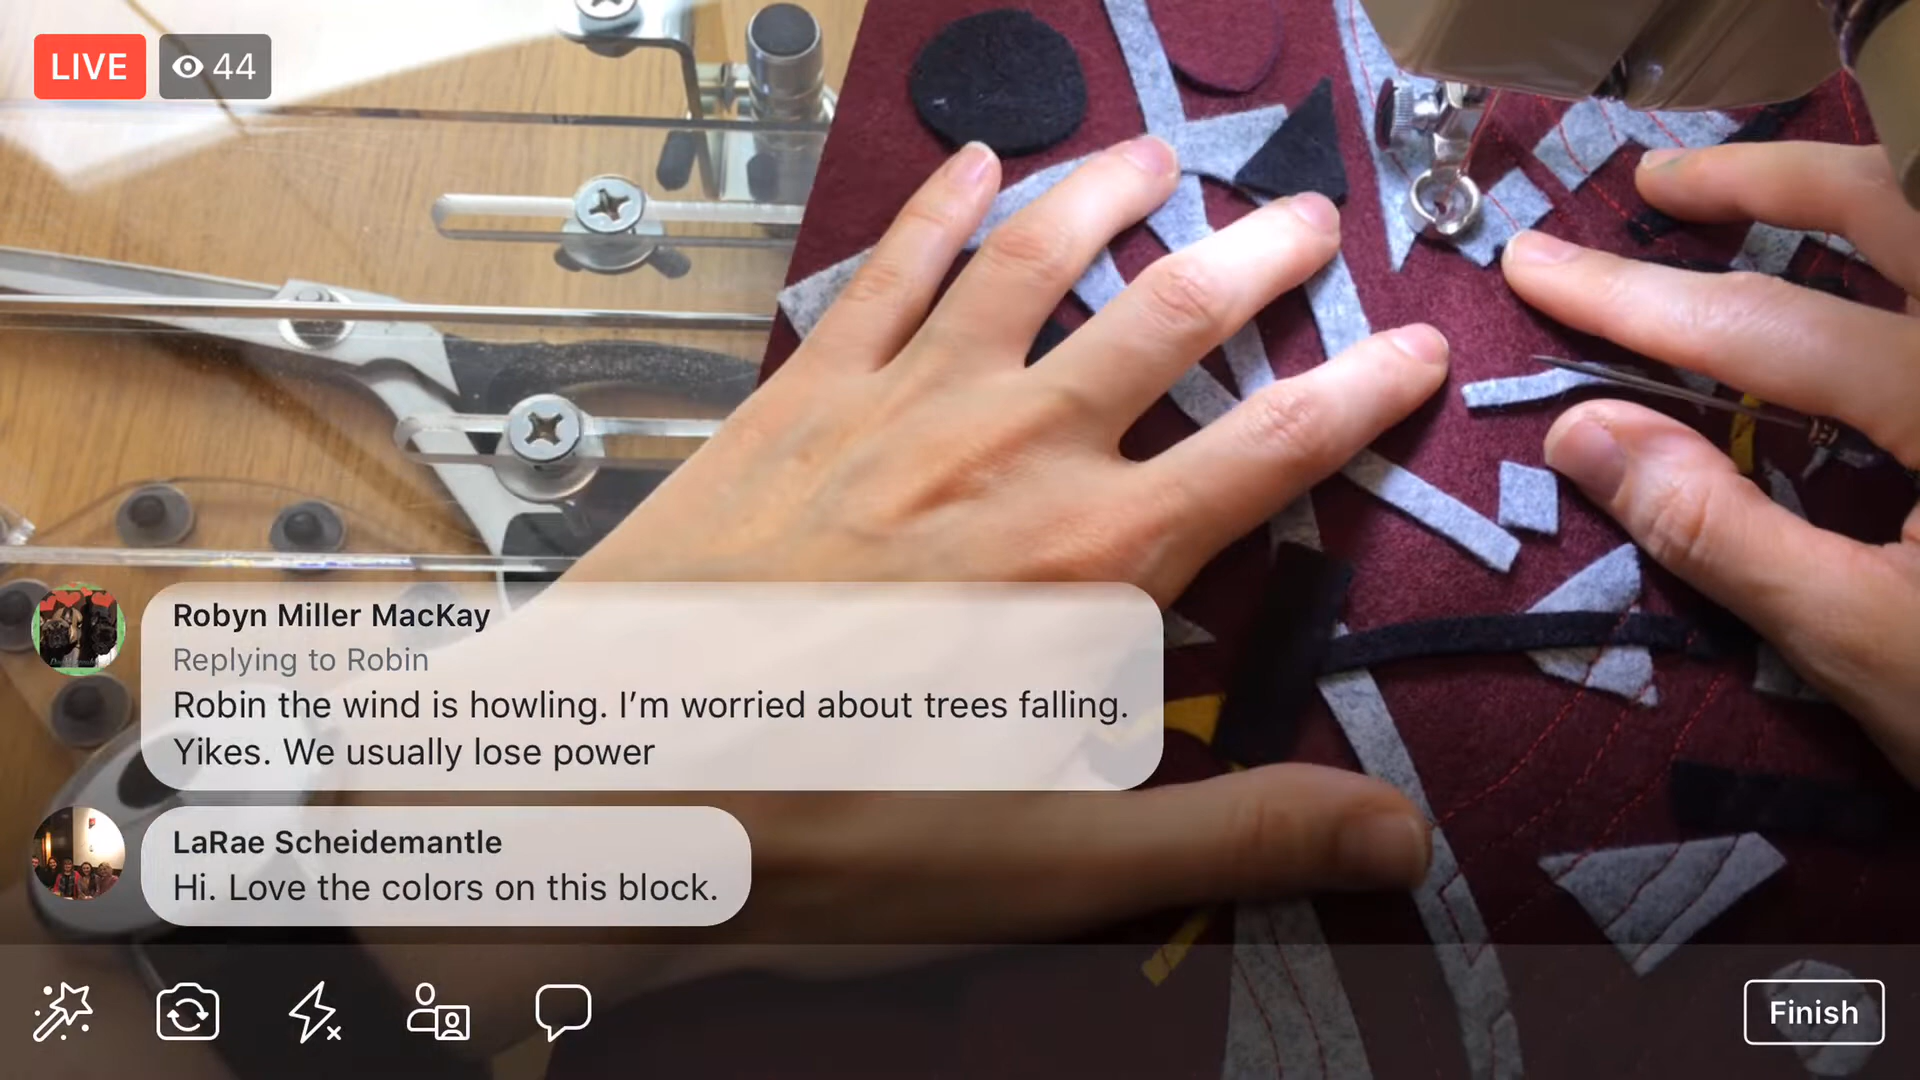 LIVE 44
Robyn Miller MacKay
Replying to Robin
Robin the wind is howling. I’m worried about trees falling.
Yikes. We usually lose power
LaRae Scheidemantle
Hi. Love the colors on this block.
Finish